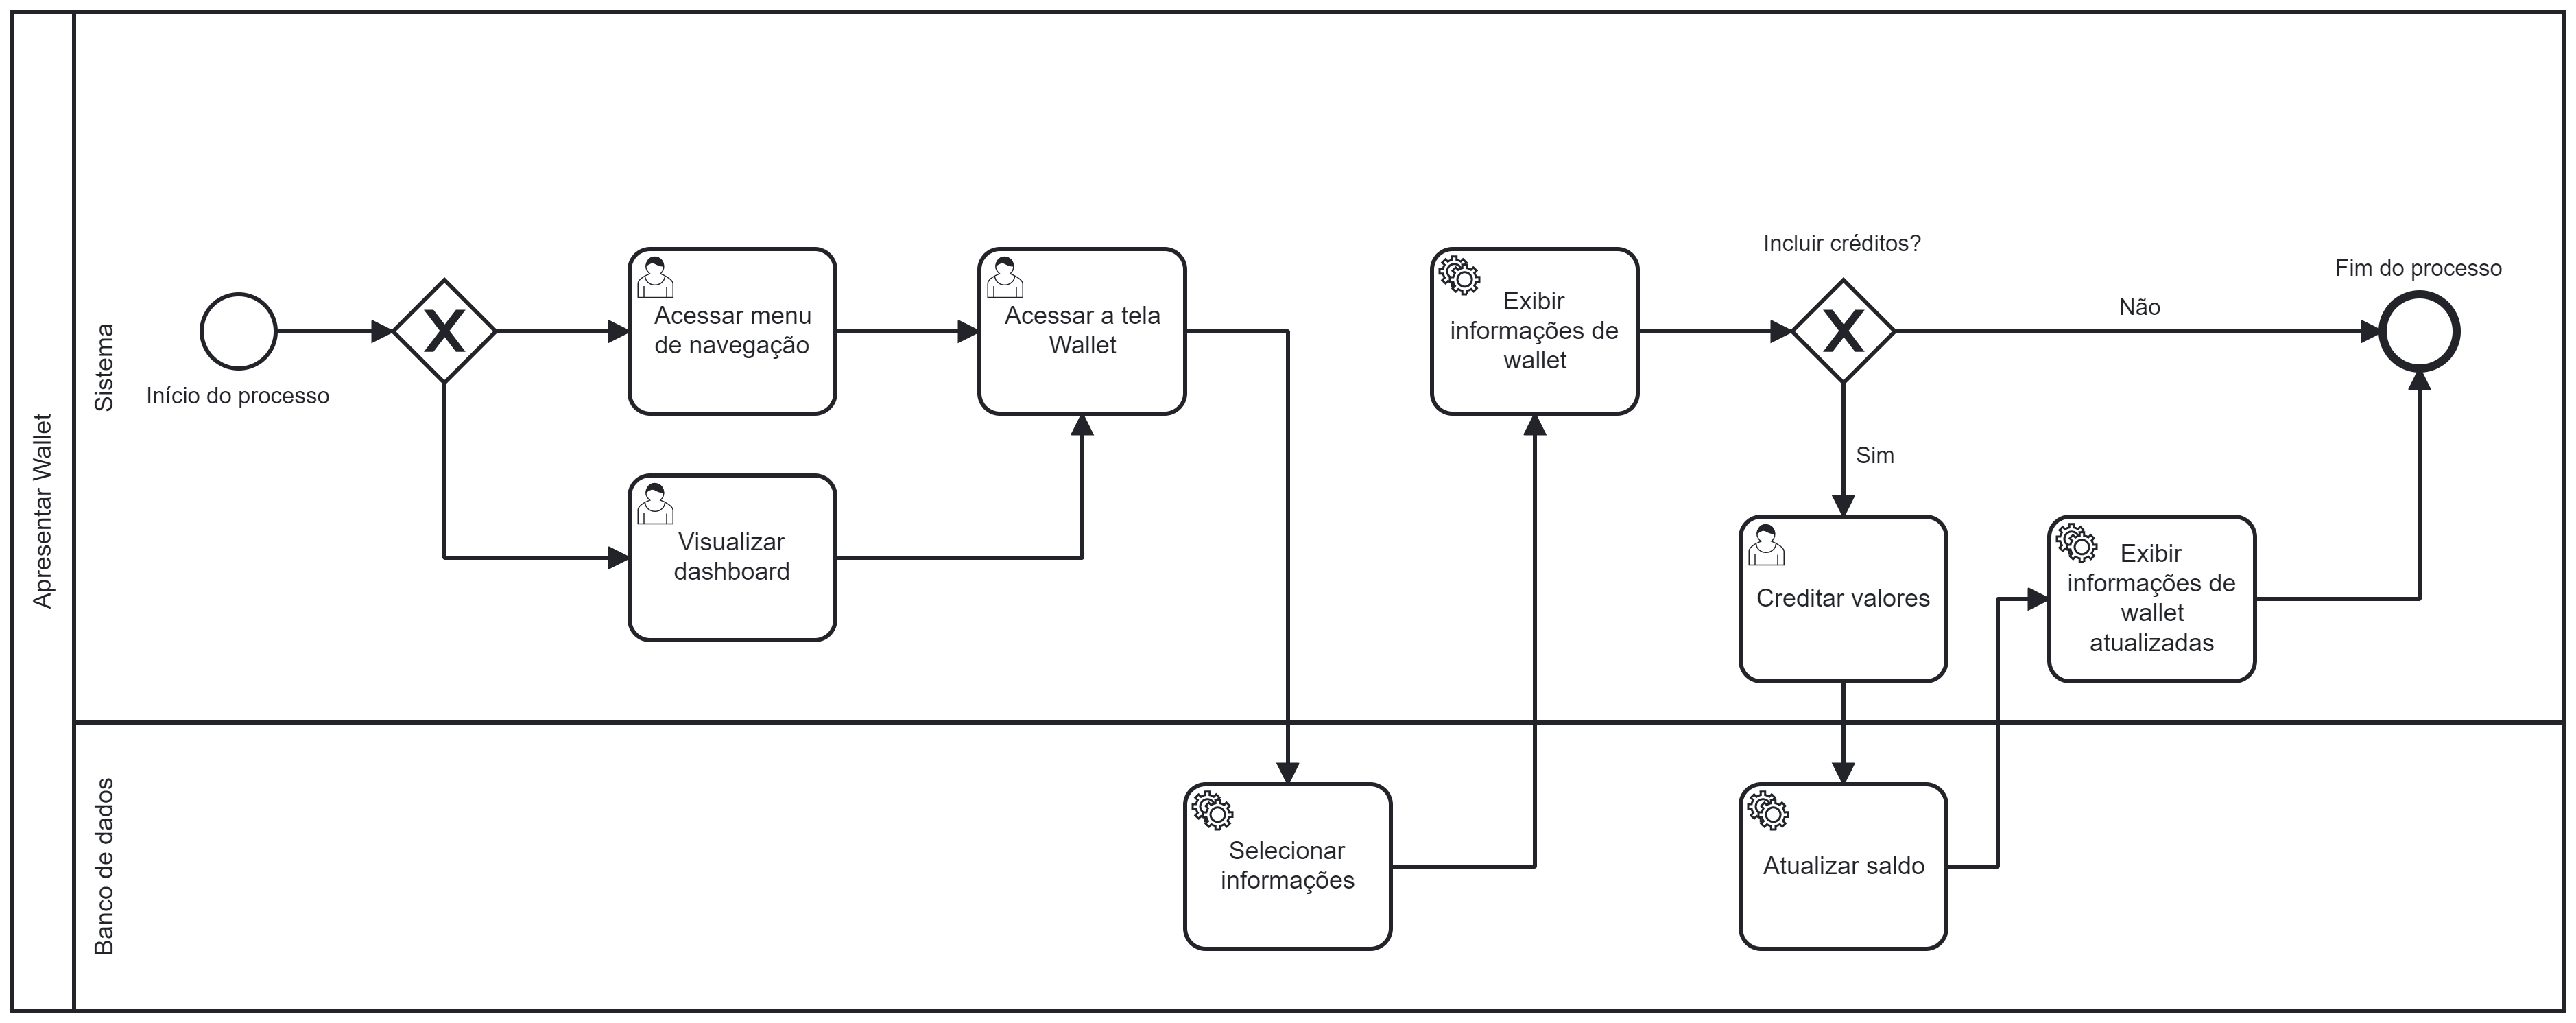 Apresentar Wallet
Sistema
Início do processo
Acessar menu
de navegação
Acessar a tela
Wallet
Visualizar
dashboard
Exibir
informações de
wallet
Incluir créditos?
Não
Fim do processo
Sim
Creditar valores
Exibir
informações de
wallet
atualizadas
Banco de dados
Selecionar
informações
Atualizar saldo